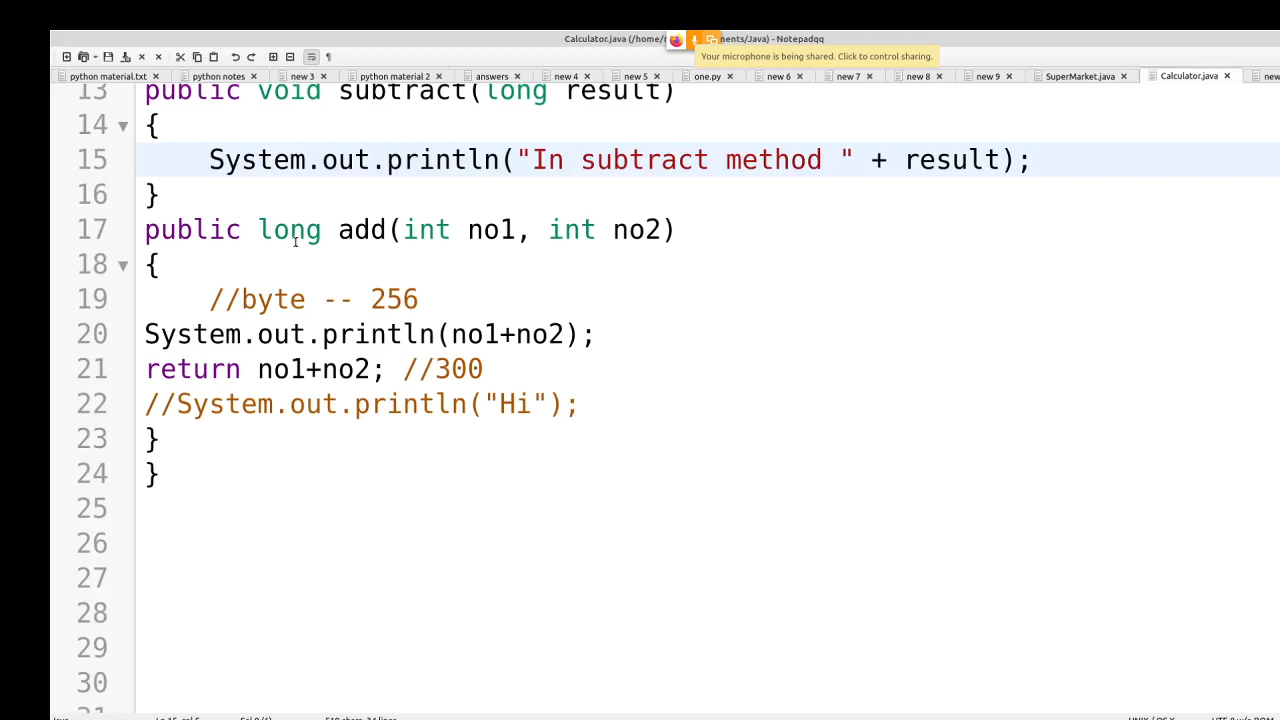 Calculator.java (/home/ nents/Java) - Notepadqq
Your microphone is being shared. Click to control sharing.
python material.txt python notes new 3 python material 2 answers new 4 new 5 one.py new 6 new 7 new 8 new 9 SuperMarket.java Calculator.java new
13 public void subtract(long result)
14 {
15 System.out.println("In subtract method " + result);
16 }
17 public long add(int no1, int no2)
18 {
19 //byte -- 256
20 System.out.println(no1+no2);
21 return no1+no2; //300
22 //System.out.println("Hi");
23 }
24 }
25
26
27
28
29
30